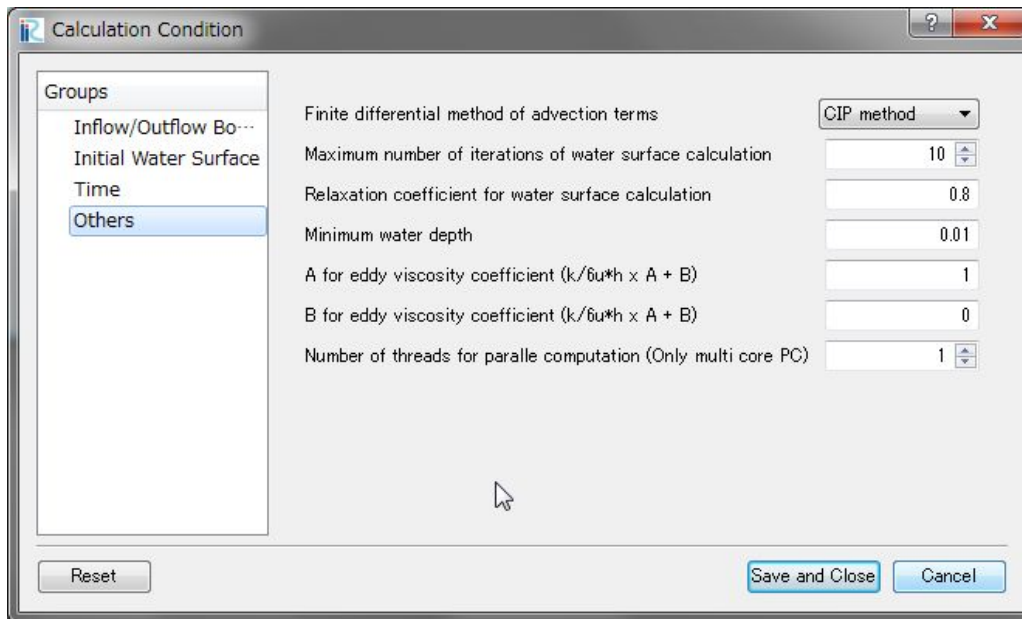 iRIC Calculation Condition
Groups
Inflow/Outflow Bo···
Initial Water Surface
Time
Others
Finite differential method of advection terms
CIP method
Maximum number of iterations of water surface calculation
10
Relaxation coefficient for water surface calculation
0.8
Minimum water depth
0.01
A for eddy viscosity coefficient (k/6u*h x A + B)
1
B for eddy viscosity coefficient (k/6u*h x A + B)
0
Number of threads for paralle computation (Only multi core PC)
1
Reset
Save and Close
Cancel